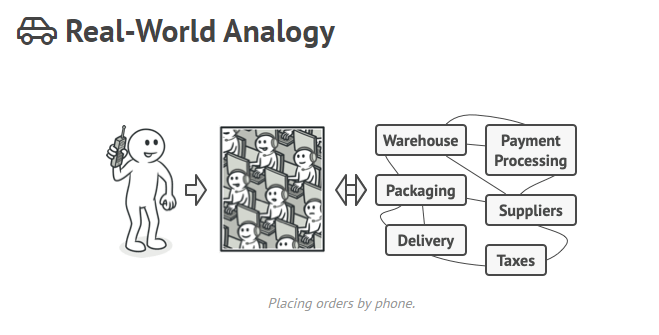 Real-World Analogy
Warehouse
Payment
Processing
Packaging
Suppliers
Delivery
Taxes
Placing orders by phone.